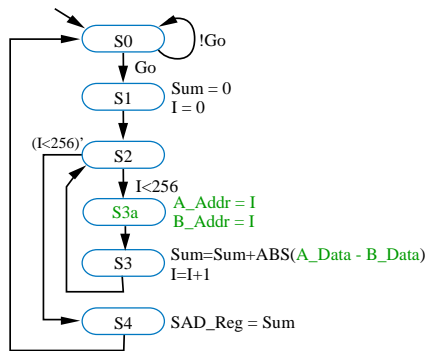 S0
!Go
Go
S1
Sum = 0
I = 0
(I<256)'
S2
I<256
S3a
A_Addr = I
B_Addr = I
S3
Sum=Sum+ABS(A_Data - B_Data)
I=I+1
S4
SAD_Reg = Sum